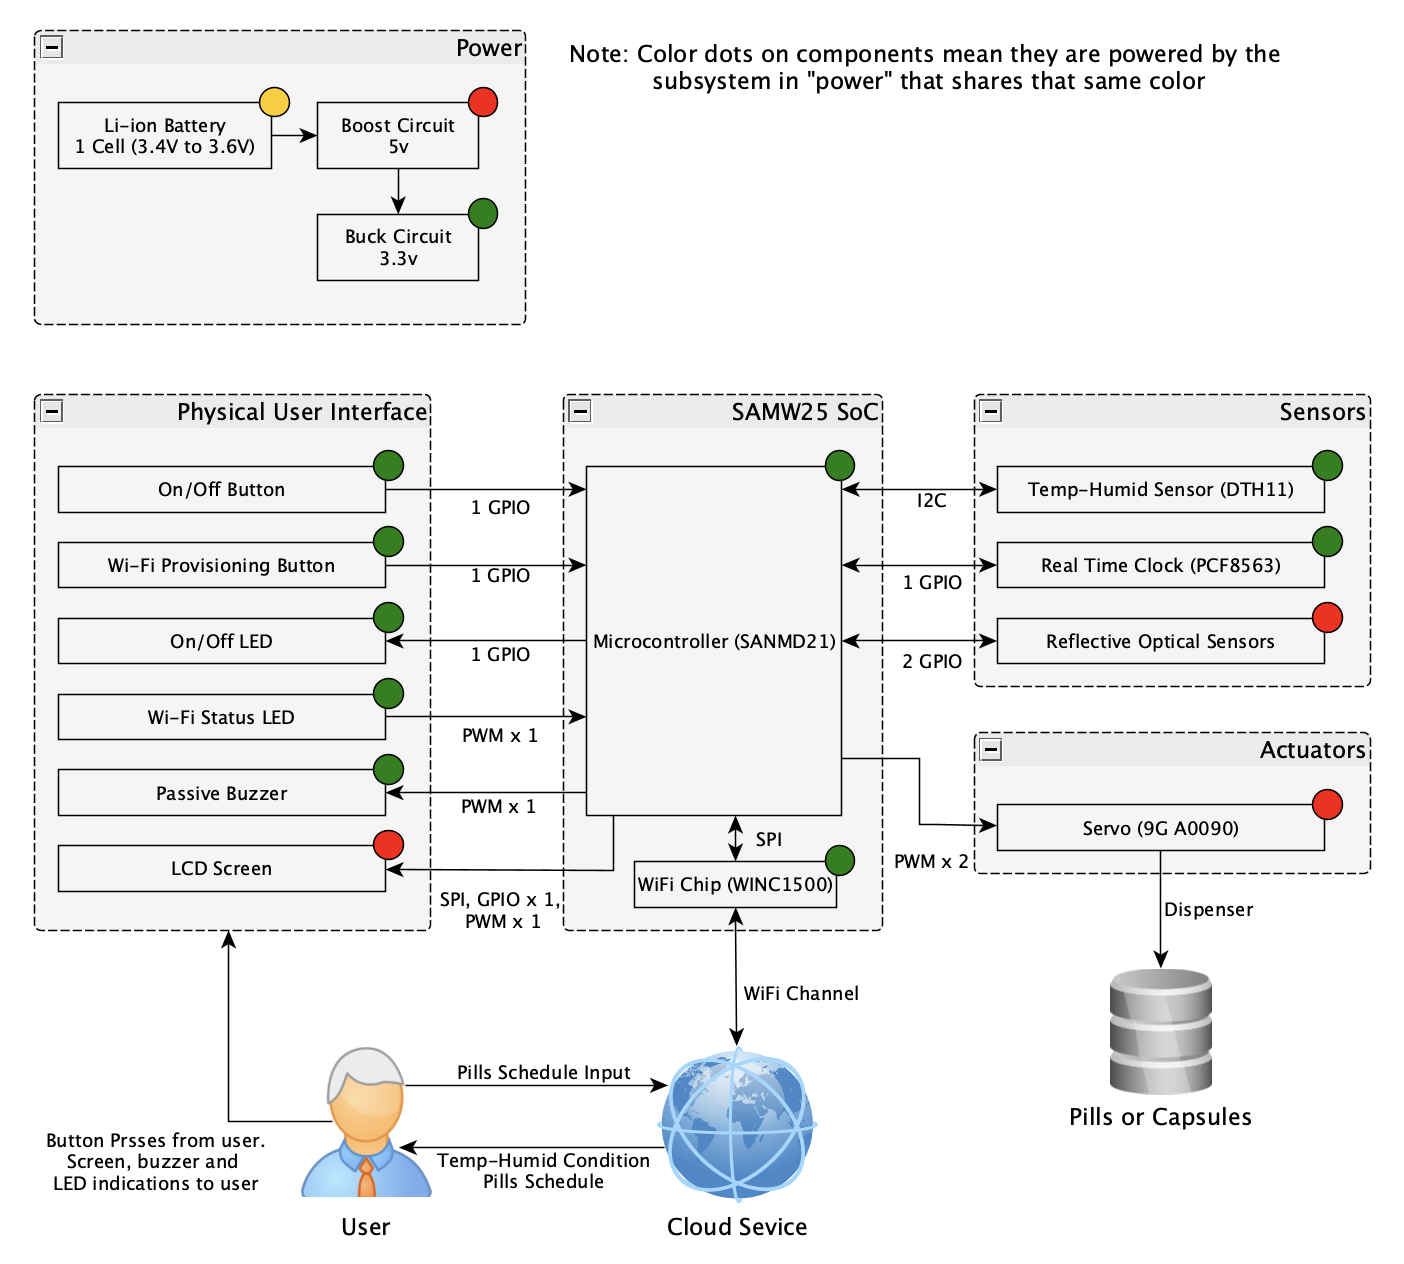 Power
Note: Color dots on components mean they are powered by the
subsystem in "power" that shares that same color
Li-ion Battery
1 Cell (3.4V to 3.6V)
Boost Circuit
5v
Buck Circuit
3.3v
Physical User Interface
On/Off Button
Wi-Fi Provisioning Button
On/Off LED
Wi-Fi Status LED
Passive Buzzer
LCD Screen
1 GPIO
1 GPIO
1 GPIO
PWM x 1
PWM x 1
SPI, GPIO x 1,
PWM x 1
SAMW25 SoC
Microcontroller (SANMD21)
SPI
WiFi Chip (WINC1500)
I2C
1 GPIO
2 GPIO
PWM x 2
Sensors
Temp-Humid Sensor (DTH11)
Real Time Clock (PCF8563)
Reflective Optical Sensors
Actuators
Servo (9G A0090)
Dispenser
Pills or Capsules
WiFi Channel
Pills Schedule Input
Temp-Humid Condition
Pills Schedule
Button Prsses from user.
Screen, buzzer and
LED indications to user
User
Cloud Sevice